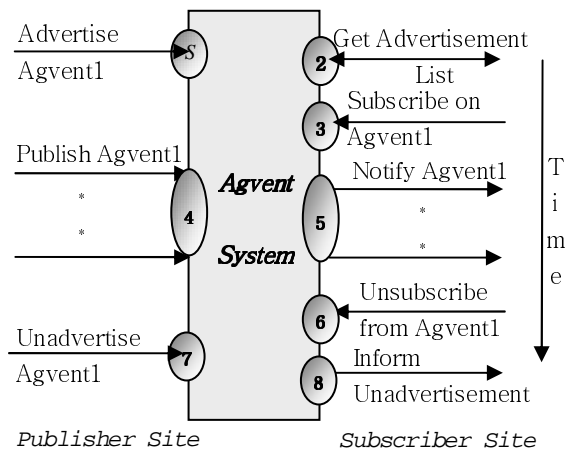 Advertise
Agvent1
S
2
Get Advertisement
List
3
Subscribe on
Agvent1
Publish Agvent1
*
*
4
Agvent
System
5
Notify Agvent1
*
*
6
Unsubscribe
from Agvent1
Unadvertise
Agvent1
7
8
Inform
Unadvertisement
T
i
m
e
Publisher Site
Subscriber Site